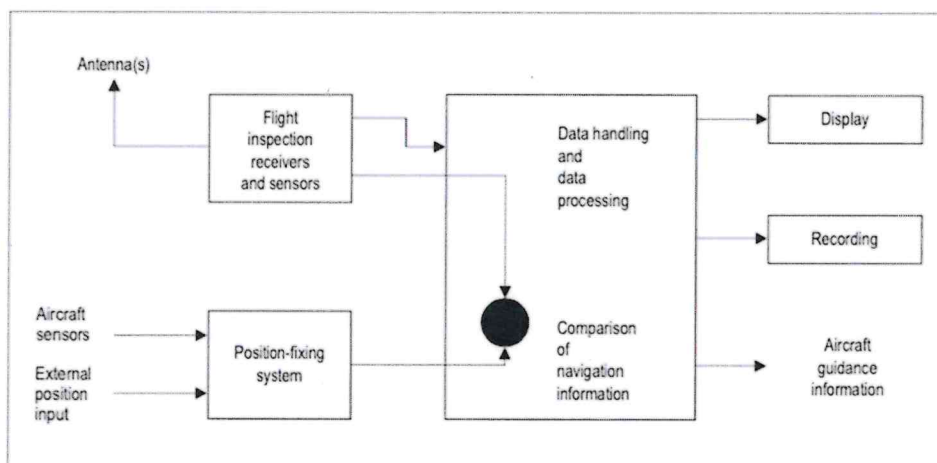 Antenna(s)
Flight
inspection
receivers
and sensors
Data handling
and
data
processing
Display
Recording
Aircraft
sensors
External
position
input
Position-fixing
system
Comparison
of
navigation
information
Aircraft
guidance
information